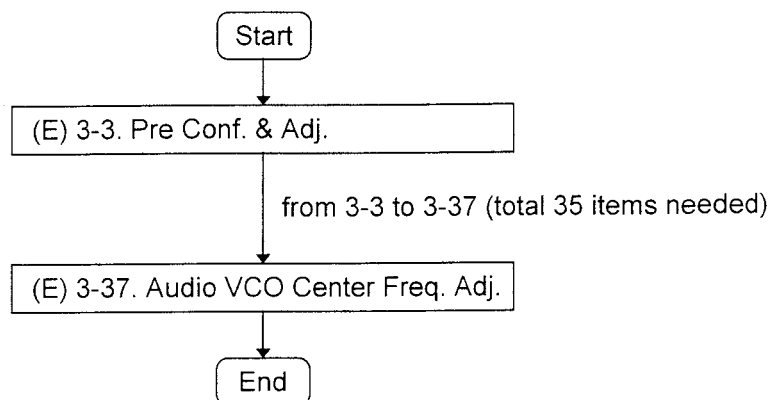 Start
(E) 3-3. Pre Conf. & Adj.
from 3-3 to 3-37 (total 35 items needed)
(E) 3-37. Audio VCO Center Freq. Adj.
End